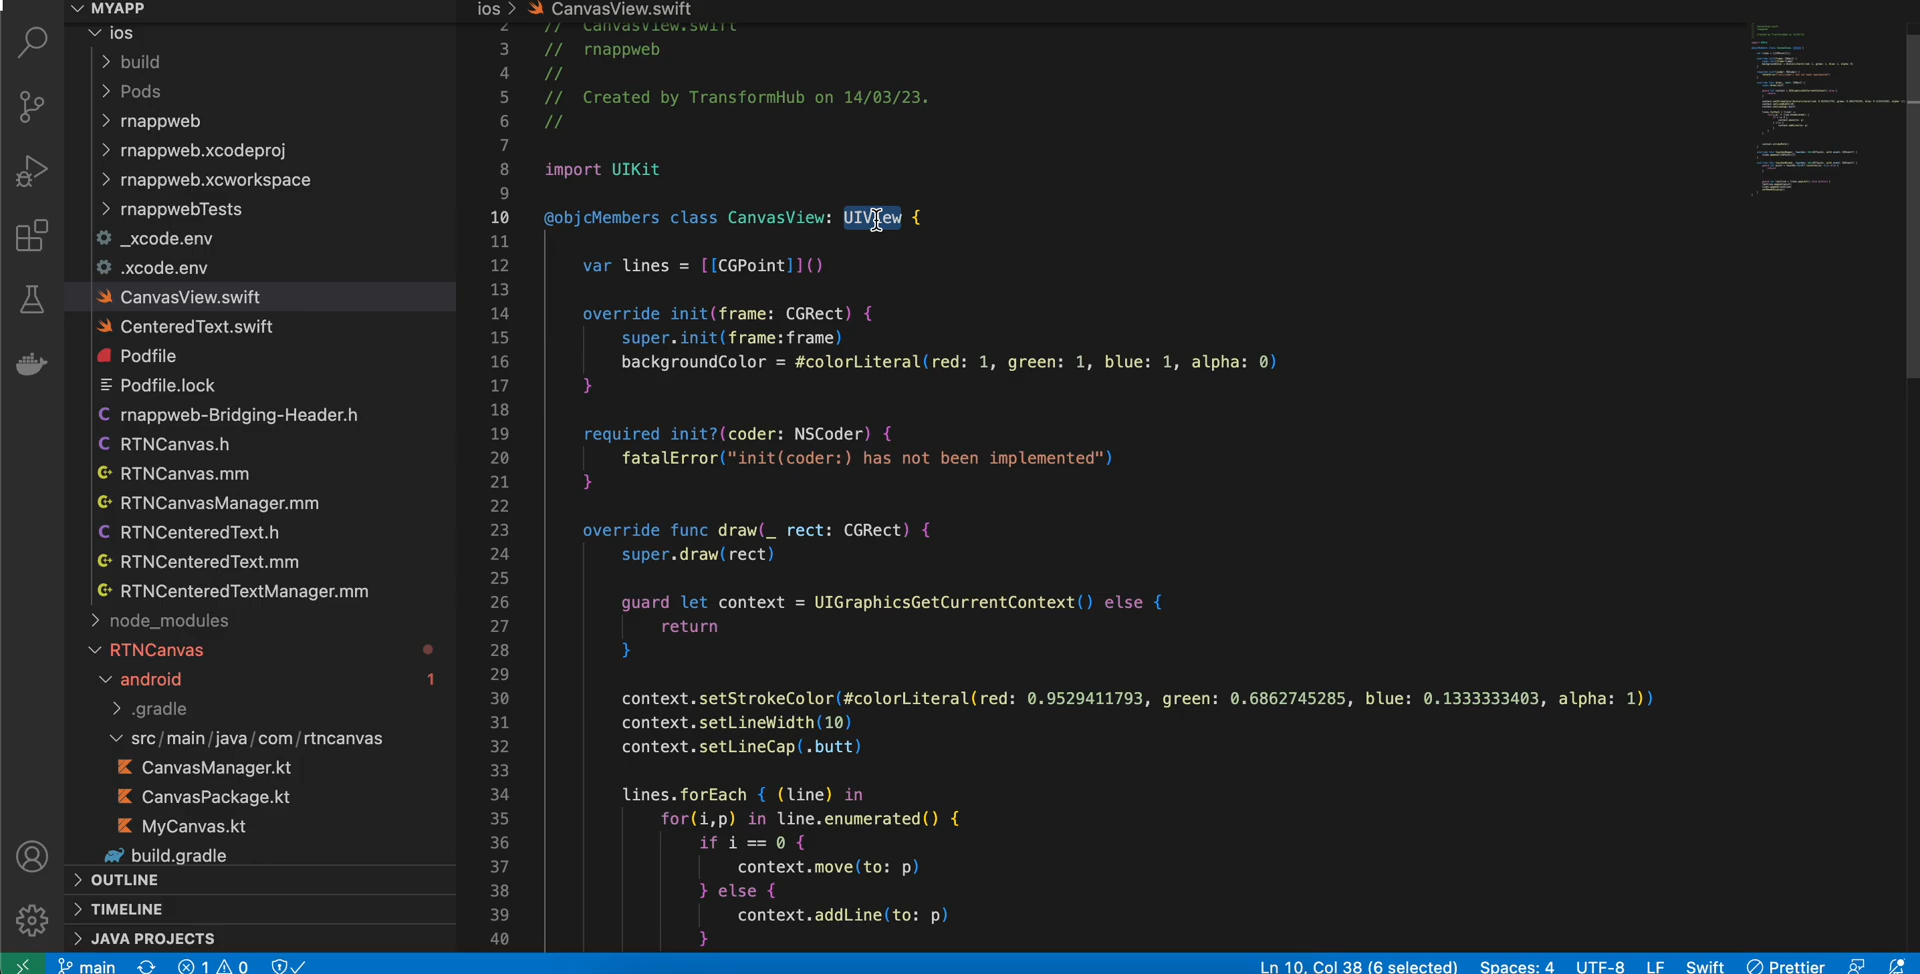 MYAPP
ios
build
Pods
rnappweb
rnappweb.xcodeproj
rnappweb.xcworkspace
rnappwebTests
_xcode.env
.xcode.env
CanvasView.swift
CenteredText.swift
Podfile
Podfile.lock
rnappweb-Bridging-Header.h
RTNCanvas.h
RTNCanvas.mm
RTNCanvasManager.mm
RTNCenteredText.h
RTNCenteredText.mm
RTNCenteredTextManager.mm
node_modules
RTNCanvas
android 1
.gradle
src/main/java/com/rtncanvas
CanvasManager.kt
CanvasPackage.kt
MyCanvas.kt
build.gradle
OUTLINE
TIMELINE
JAVA PROJECTS
ios > CanvasView.swift
2 // CanvasView.swift
3 // rnappweb
4 //
5 // Created by TransformHub on 14/03/23.
6 //
7
8 import UIKit
9
10 @objcMembers class CanvasView: UIView {
11
12 var lines = [[CGPoint]]()
13
14 override init(frame: CGRect) {
15 super.init(frame:frame)
16 backgroundColor = #colorLiteral(red: 1, green: 1, blue: 1, alpha: 0)
17 }
18
19 required init?(coder: NSCoder) {
20 fatalError("init(coder:) has not been implemented")
21 }
22
23 override func draw(_ rect: CGRect) {
24 super.draw(rect)
25
26 guard let context = UIGraphicsGetCurrentContext() else {
27 return
28 }
29
30 context.setStrokeColor(#colorLiteral(red: 0.9529411793, green: 0.6862745285, blue: 0.1333333403, alpha: 1))
31 context.setLineWidth(10)
32 context.setLineCap(.butt)
33
34 lines.forEach { (line) in
35 for(i,p) in line.enumerated() {
36 if i == 0 {
37 context.move(to: p)
38 } else {
39 context.addLine(to: p)
40 }
main 1 0 Ln 10, Col 38 (6 selected) Spaces: 4 UTF-8 LF Swift Prettier